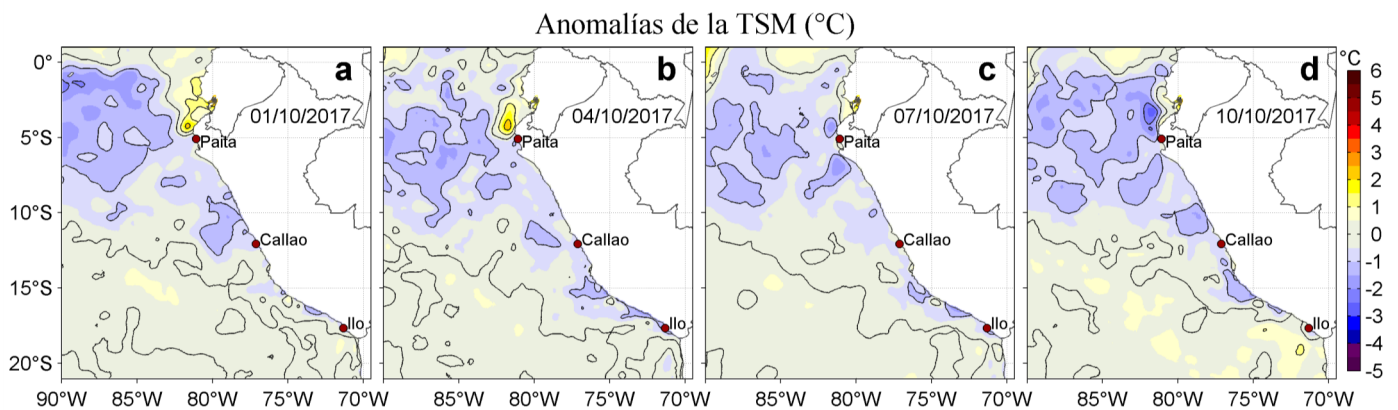 Anomalías de la TSM (°C)
a
01/10/2017
Paita
Callao
Ilo
b
04/10/2017
Paita
Callao
Ilo
c
07/10/2017
Paita
Callao
Ilo
d
10/10/2017
Paita
Callao
Ilo
0°
5°S
10°S
15°S
20°S
90°W 85°W 80°W 75°W 70°W 85°W 80°W 75°W 70°W 85°W 80°W 75°W 70°W 85°W 80°W 75°W 70°W
°C
6
5
4
3
2
1
0
-1
-2
-3
-4
-5